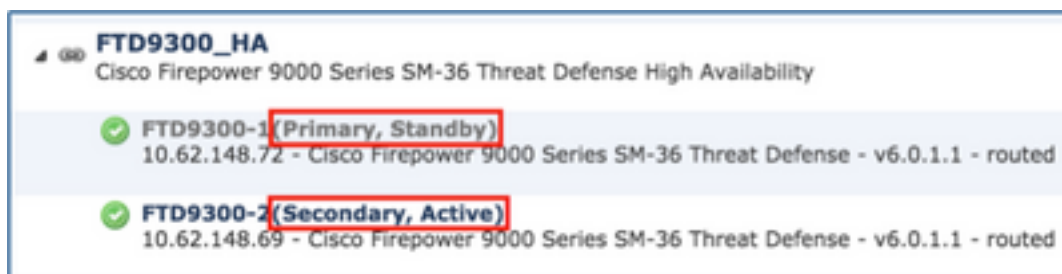 FTD9300_HA
Cisco Firepower 9000 Series SM-36 Threat Defense High Availability
FTD9300-1(Primary, Standby)
10.62.148.72 - Cisco Firepower 9000 Series SM-36 Threat Defense - v6.0.1.1 - routed
FTD9300-2(Secondary, Active)
10.62.148.69 - Cisco Firepower 9000 Series SM-36 Threat Defense - v6.0.1.1 - routed